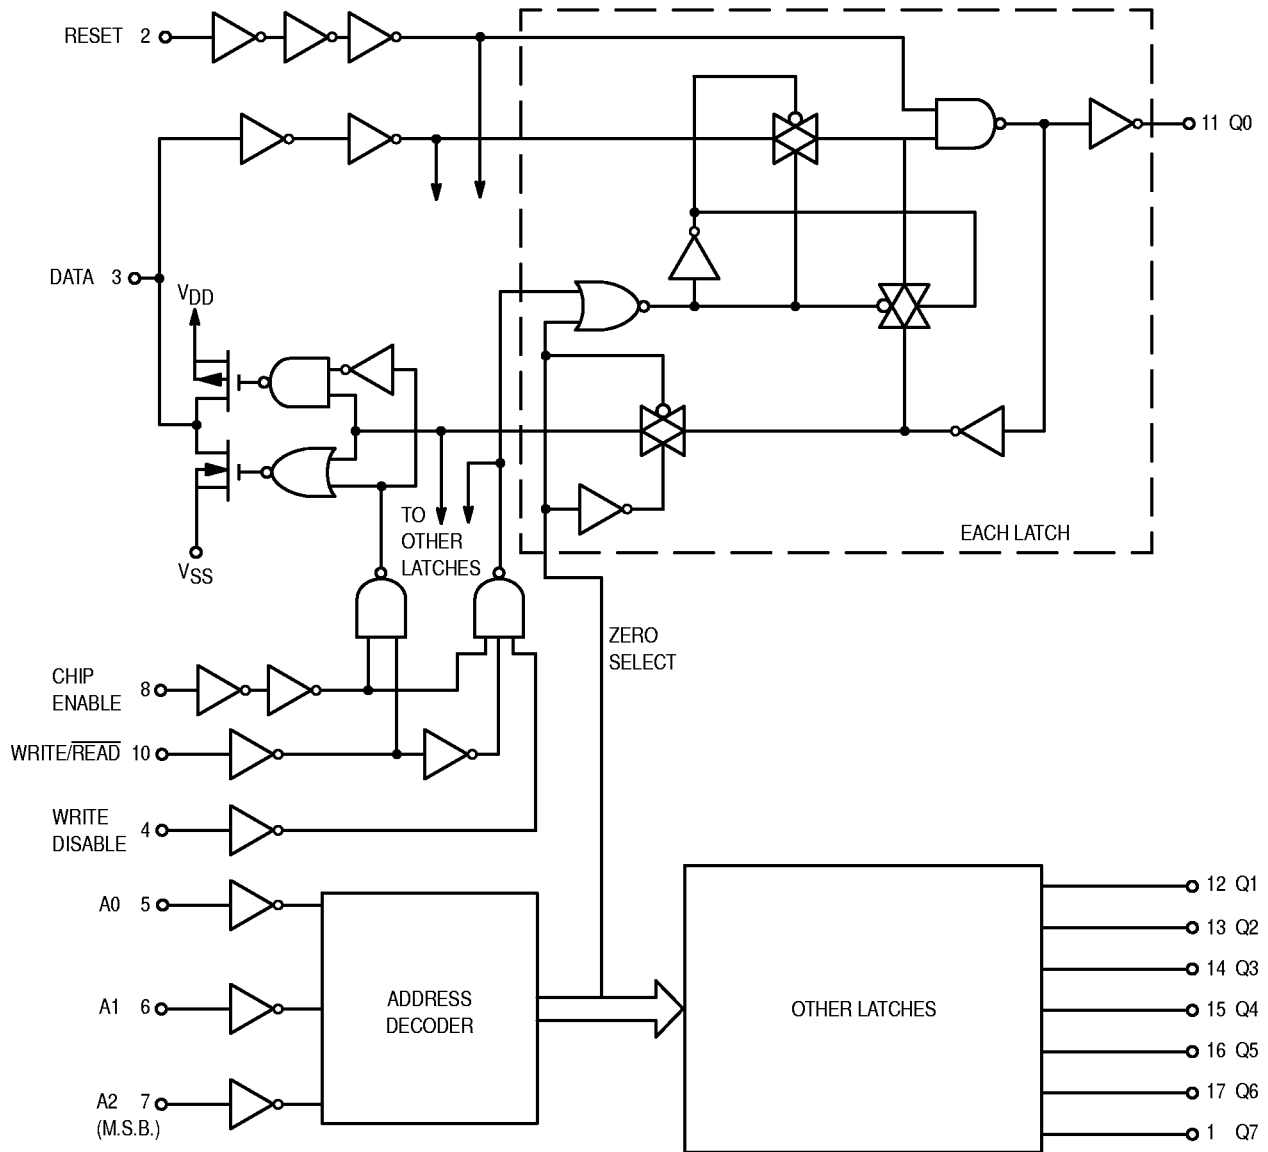 RESET 2
11 Q0
DATA 3
VDD
VSS
TO
OTHER
LATCHES
EACH LATCH
ZERO
SELECT
CHIP
ENABLE 8
WRITE/READ 10
WRITE
DISABLE 4
A0 5
A1 6
A2 7
(M.S.B.)
ADDRESS
DECODER
OTHER LATCHES
12 Q1
13 Q2
14 Q3
15 Q4
16 Q5
17 Q6
1 Q7